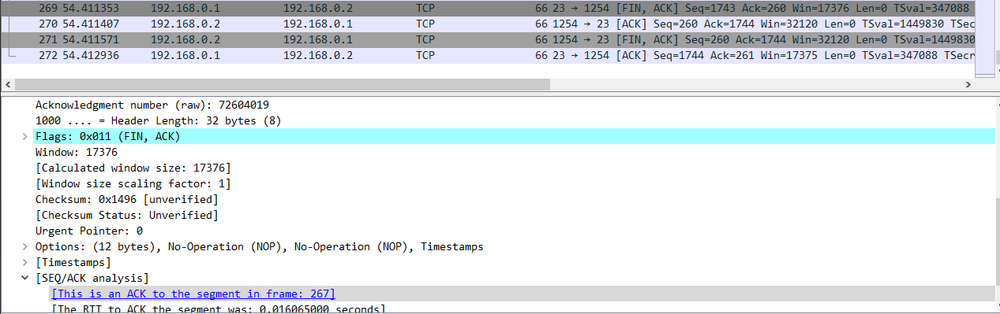 269 54.411353 192.168.0.1 192.168.0.2 TCP 66 23 → 1254 [FIN, ACK] Seq=1743 Ack=260 Win=17376 Len=0 TSval=347088
270 54.411407 192.168.0.2 192.168.0.1 TCP 66 1254 → 23 [ACK] Seq=260 Ack=1744 Win=32120 Len=0 TSval=1449830 TSec
271 54.411571 192.168.0.2 192.168.0.1 TCP 66 1254 → 23 [FIN, ACK] Seq=260 Ack=1744 Win=32120 Len=0 TSval=1449830
272 54.412936 192.168.0.1 192.168.0.2 TCP 66 23 → 1254 [ACK] Seq=1744 Ack=261 Win=17375 Len=0 TSval=347088 TSecr
Acknowledgment number (raw): 72604019
1000 .... = Header Length: 32 bytes (8)
Flags: 0x011 (FIN, ACK)
Window: 17376
[Calculated window size: 17376]
[Window size scaling factor: 1]
Checksum: 0x1496 [unverified]
[Checksum Status: Unverified]
Urgent Pointer: 0
Options: (12 bytes), No-Operation (NOP), No-Operation (NOP), Timestamps
[Timestamps]
[SEQ/ACK analysis]
[This is an ACK to the segment in frame: 267]
[The RTT to ACK the segment was: 0.016065000 seconds]